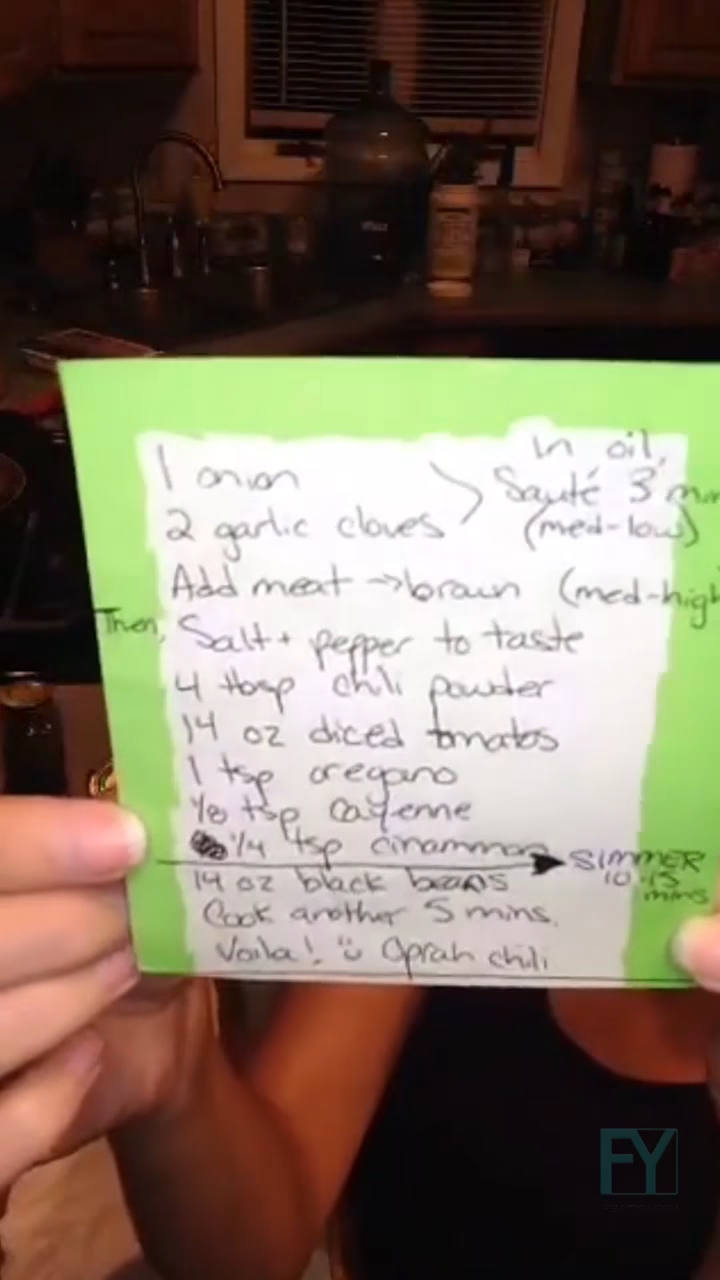 In oil,
1 onion
Sauté 3 min
2 garlic cloves
(med-low)
Add meat → brown (med-high
Then, Salt + pepper to taste
4 tbsp chili powder
14 oz diced tomatos
1 tsp oregano
1/8 tsp cayenne
1/4 tsp cinammon
SIMMER
10-15
mins
14 oz black beans
Cook another 5 mins.
Voila! Oprah chili
FY